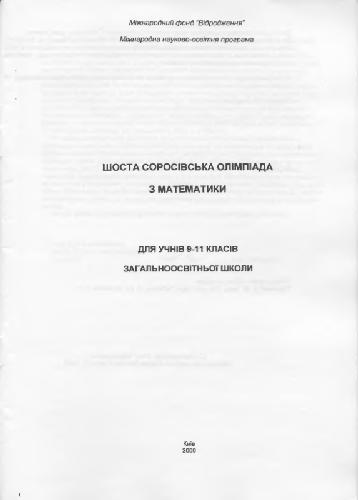 Міжнародний фонд "Відродження"
Міжнародна науково-освітня програма
ШОСТА СОРОСІВСЬКА ОЛІМПІАДА
З МАТЕМАТИКИ
ДЛЯ УЧНІВ 9-11 КЛАСІВ
ЗАГАЛЬНООСВІТНЬОЇ ШКОЛИ
Київ
2000